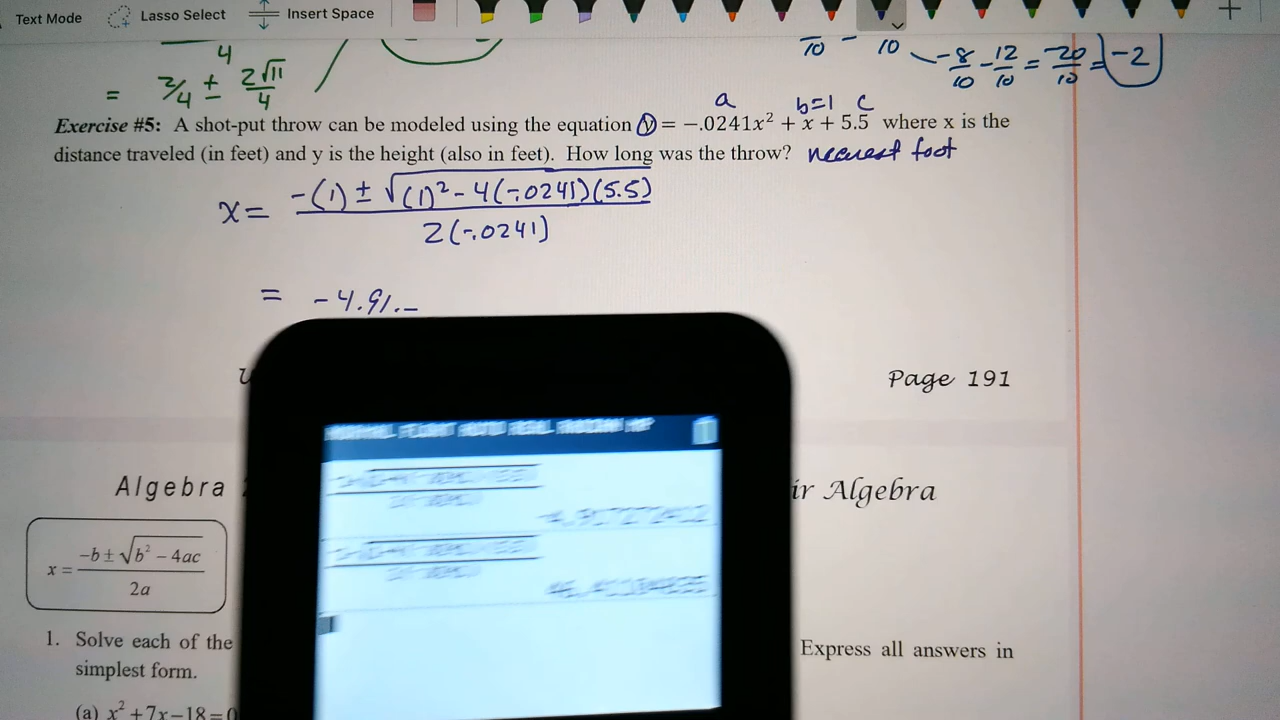 Text Mode Lasso Select Insert Space
4
= 2/4 ± 2√11/4
10 - 10 -8/10 - 12/10 = -20/10 = -2
a b=1 c
Exercise #5: A shot-put throw can be modeled using the equation y = −.0241x² + x + 5.5 where x is the
distance traveled (in feet) and y is the height (also in feet). How long was the throw? nearest foot
x = -(1) ± √(1)² - 4(-.0241)(5.5)
2(-.0241)
= -4.91...
Page 191
Algebra ir Algebra
x = −b ± √b² − 4ac
2a
1. Solve each of the Express all answers in
simplest form.
(a) x² + 7x − 18 = 0